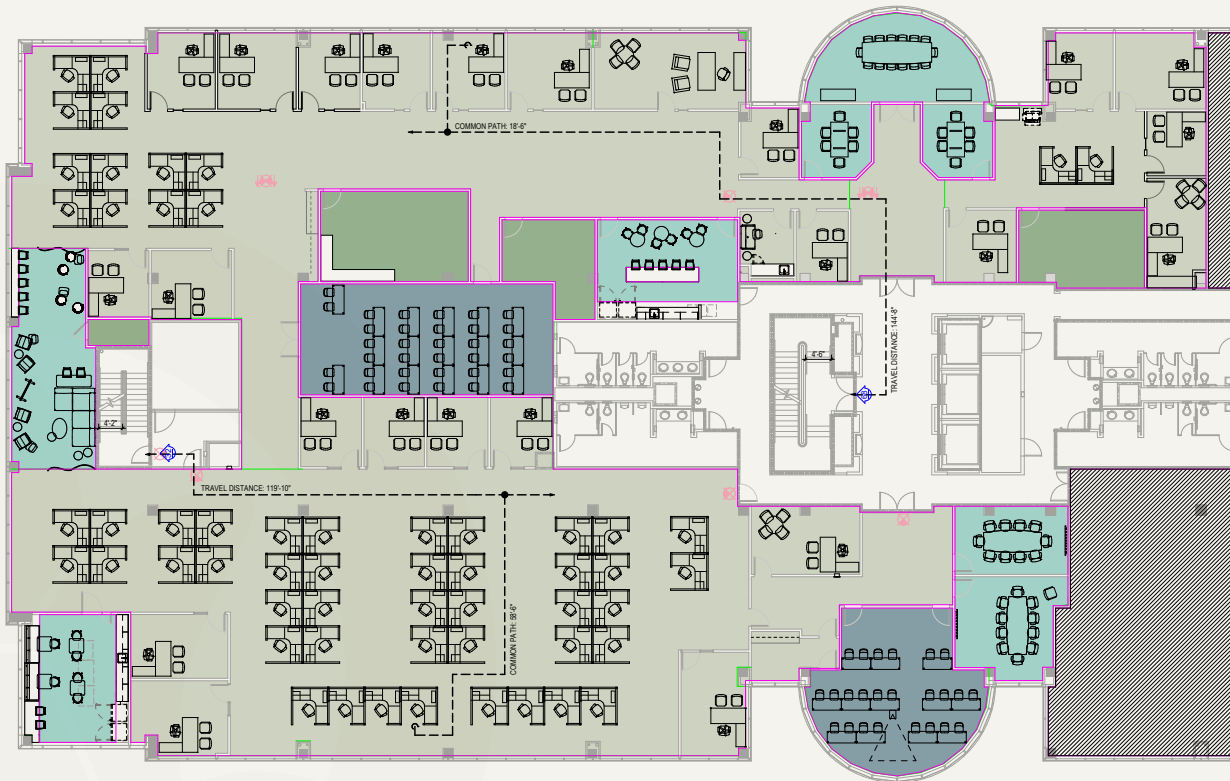 COMMON PATH: 18'-6"
TRAVEL DISTANCE: 144'-8"
4'-6"
4'-2"
TRAVEL DISTANCE: 119'-10"
COMMON PATH: 58'-6"